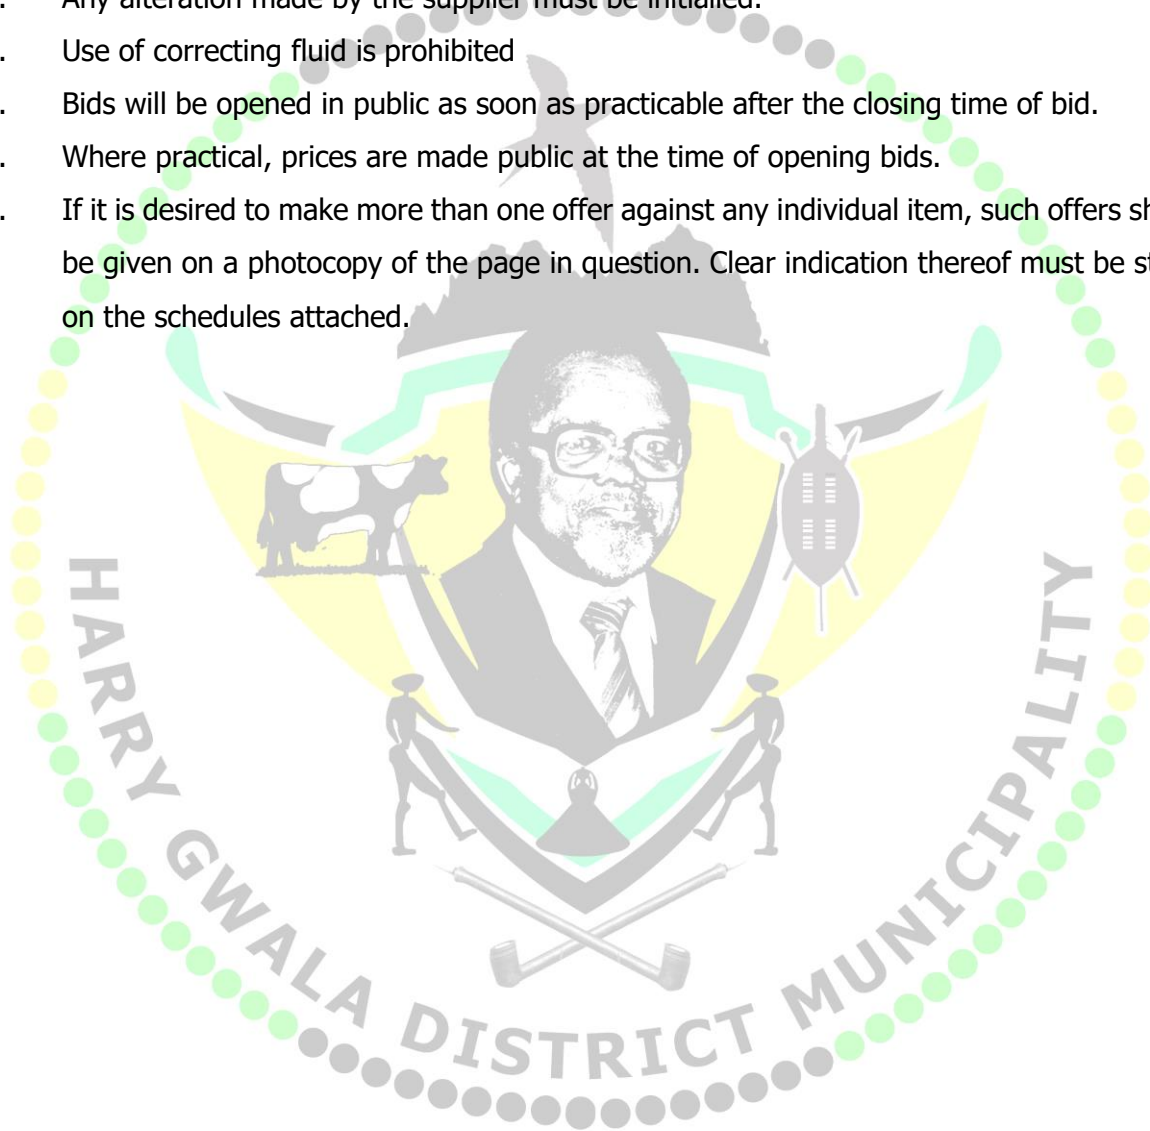 . Any alteration made by the supplier must be initialled.
. Use of correcting fluid is prohibited
. Bids will be opened in public as soon as practicable after the closing time of bid.
. Where practical, prices are made public at the time of opening bids.
. If it is desired to make more than one offer against any individual item, such offers
be given on a photocopy of the page in question. Clear indication thereof must be
on the schedules attached.
HARRY GWALA DISTRICT MUNICIPALITY